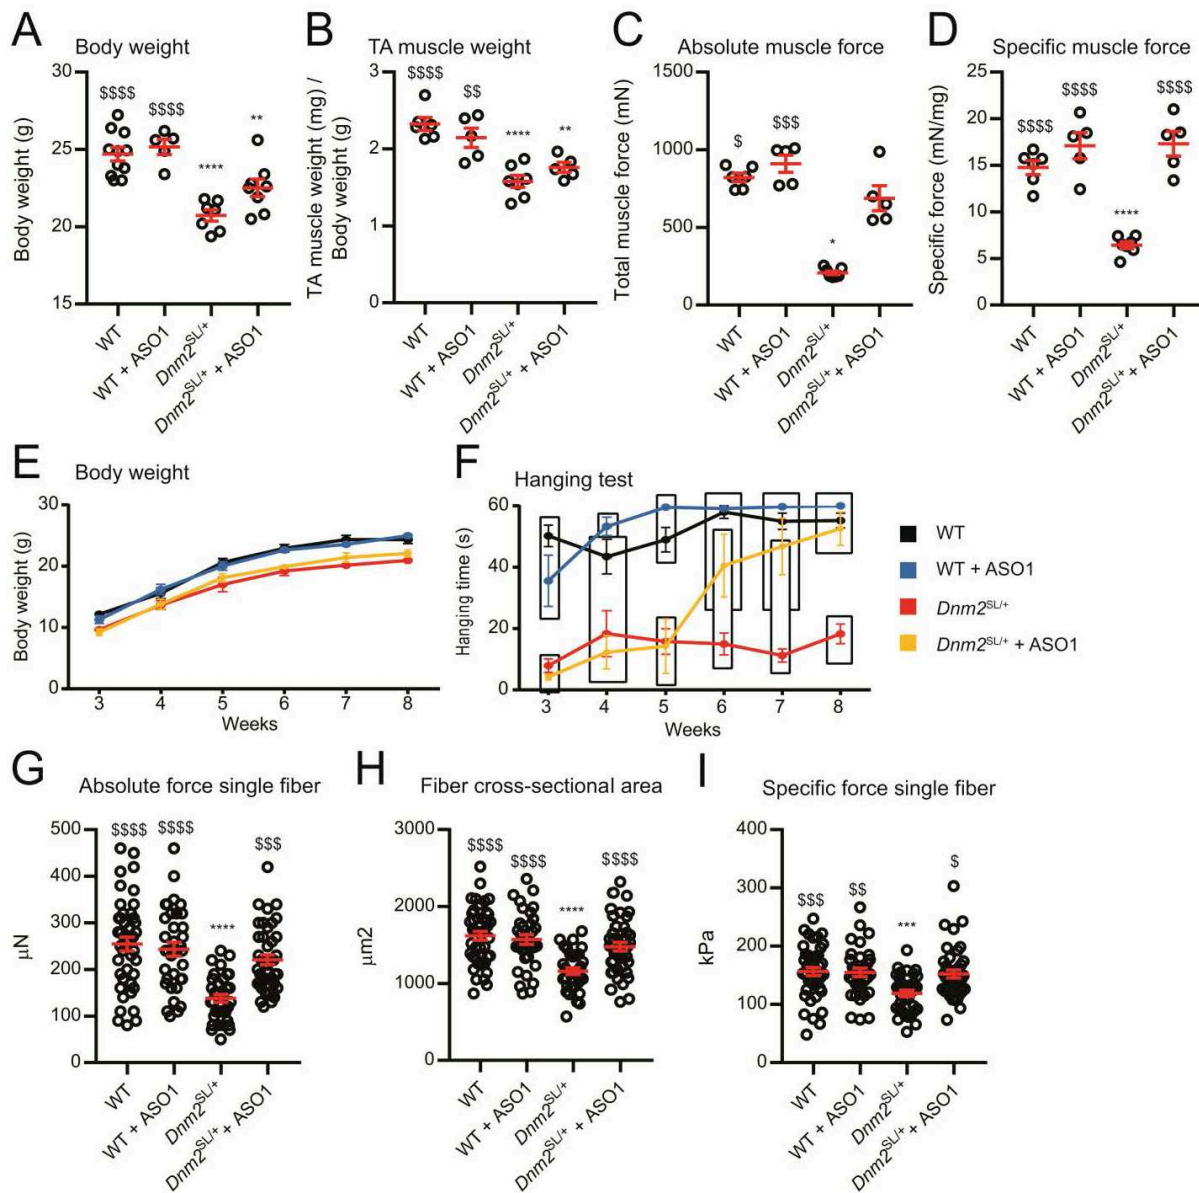 A Body weight
Body weight (g)
30
25
20
15
$$$$
$$$$
****
**
WT
WT + ASO1
Dnm2SL/+
Dnm2SL/+ + ASO1
B TA muscle weight
TA muscle weight (mg) /
Body weight (g)
3
2
1
0
$$$$
$$
****
**
WT
WT + ASO1
Dnm2SL/+
Dnm2SL/+ + ASO1
C Absolute muscle force
Total muscle force (mN)
1500
1000
500
0
$
$$$
*
WT
WT + ASO1
Dnm2SL/+
Dnm2SL/+ + ASO1
D Specific muscle force
Specific force (mN/mg)
25
20
15
10
5
0
$$$$
$$$$
****
$$$$
WT
WT + ASO1
Dnm2SL/+
Dnm2SL/+ + ASO1
E Body weight
Body weight (g)
30
20
10
0
3 4 5 6 7 8
Weeks
F Hanging test
Hanging time (s)
60
40
20
0
3 4 5 6 7 8
Weeks
WT
WT + ASO1
Dnm2SL/+
Dnm2SL/+ + ASO1
G Absolute force single fiber
µN
500
400
300
200
100
0
$$$$
$$$$
****
$$$
WT
WT + ASO1
Dnm2SL/+
Dnm2SL/+ + ASO1
H Fiber cross-sectional area
µm2
3000
2000
1000
0
$$$$
$$$$
****
$$$$
WT
WT + ASO1
Dnm2SL/+
Dnm2SL/+ + ASO1
I Specific force single fiber
kPa
400
300
200
100
0
$$$
$$
***
$
WT
WT + ASO1
Dnm2SL/+
Dnm2SL/+ + ASO1